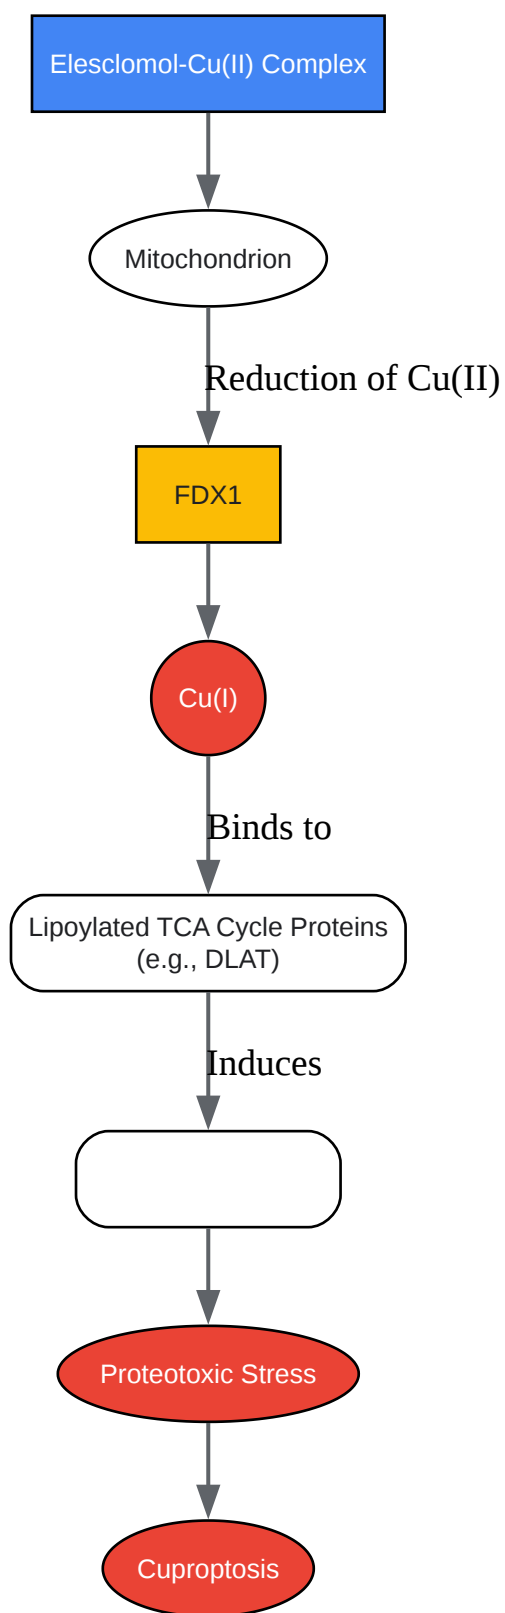 Elesclomol-Cu(II) Complex
Mitochondrion
Reduction of Cu(II)
FDX1
Cu(I)
Binds to
Lipoylated TCA Cycle Proteins
(e.g., DLAT)
Induces
Proteotoxic Stress
Cuproptosis